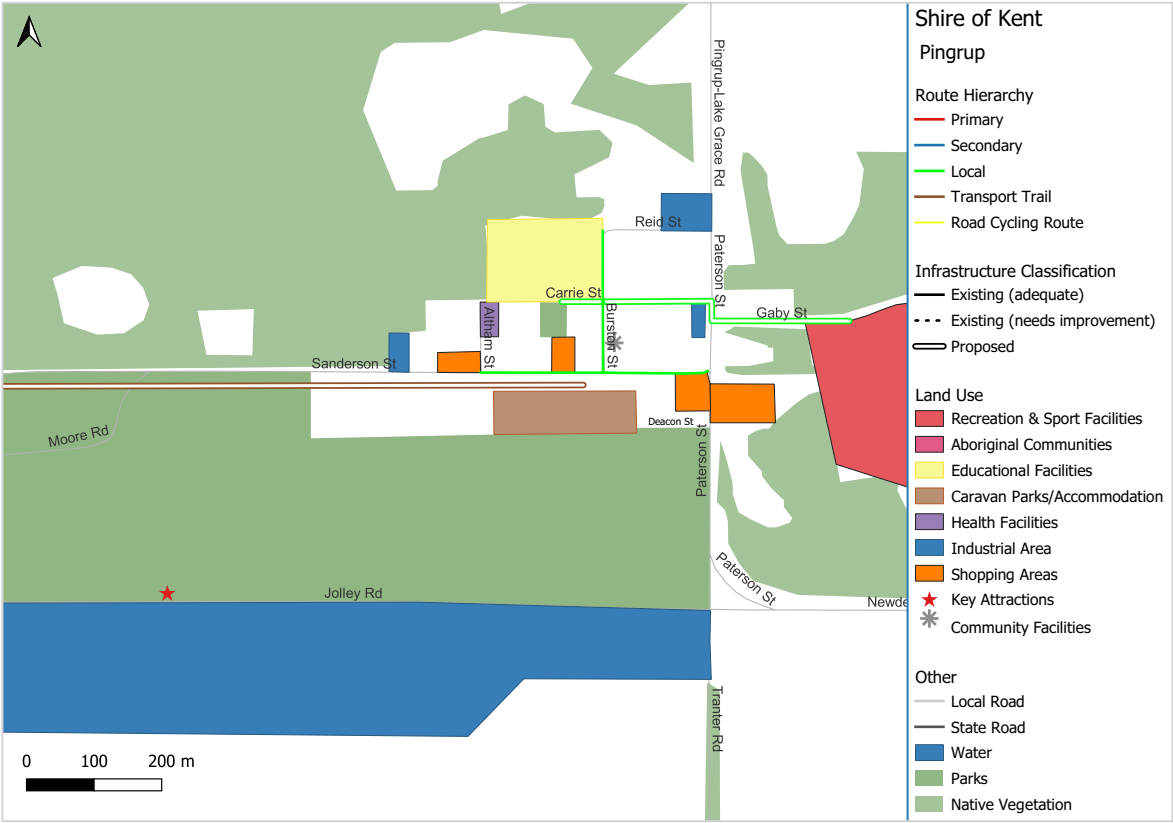 Shire of Kent
Pingrup
Route Hierarchy
Primary
Secondary
Local
Transport Trail
Road Cycling Route
Infrastructure Classification
Existing (adequate)
Existing (needs improvement)
Proposed
Land Use
Recreation & Sport Facilities
Aboriginal Communities
Educational Facilities
Caravan Parks/Accommodation
Health Facilities
Industrial Area
Shopping Areas
Key Attractions
Community Facilities
Other
Local Road
State Road
Water
Parks
Native Vegetation
Pingrup-Lake Grace Rd
Reid St
Paterson St
Carrie St
Gaby St
Altham St
Burston St
Sanderson St
Moore Rd
Deacon St
Paterson St
Paterson St
Jolley Rd
Newde
Tranter Rd
0 100 200 m